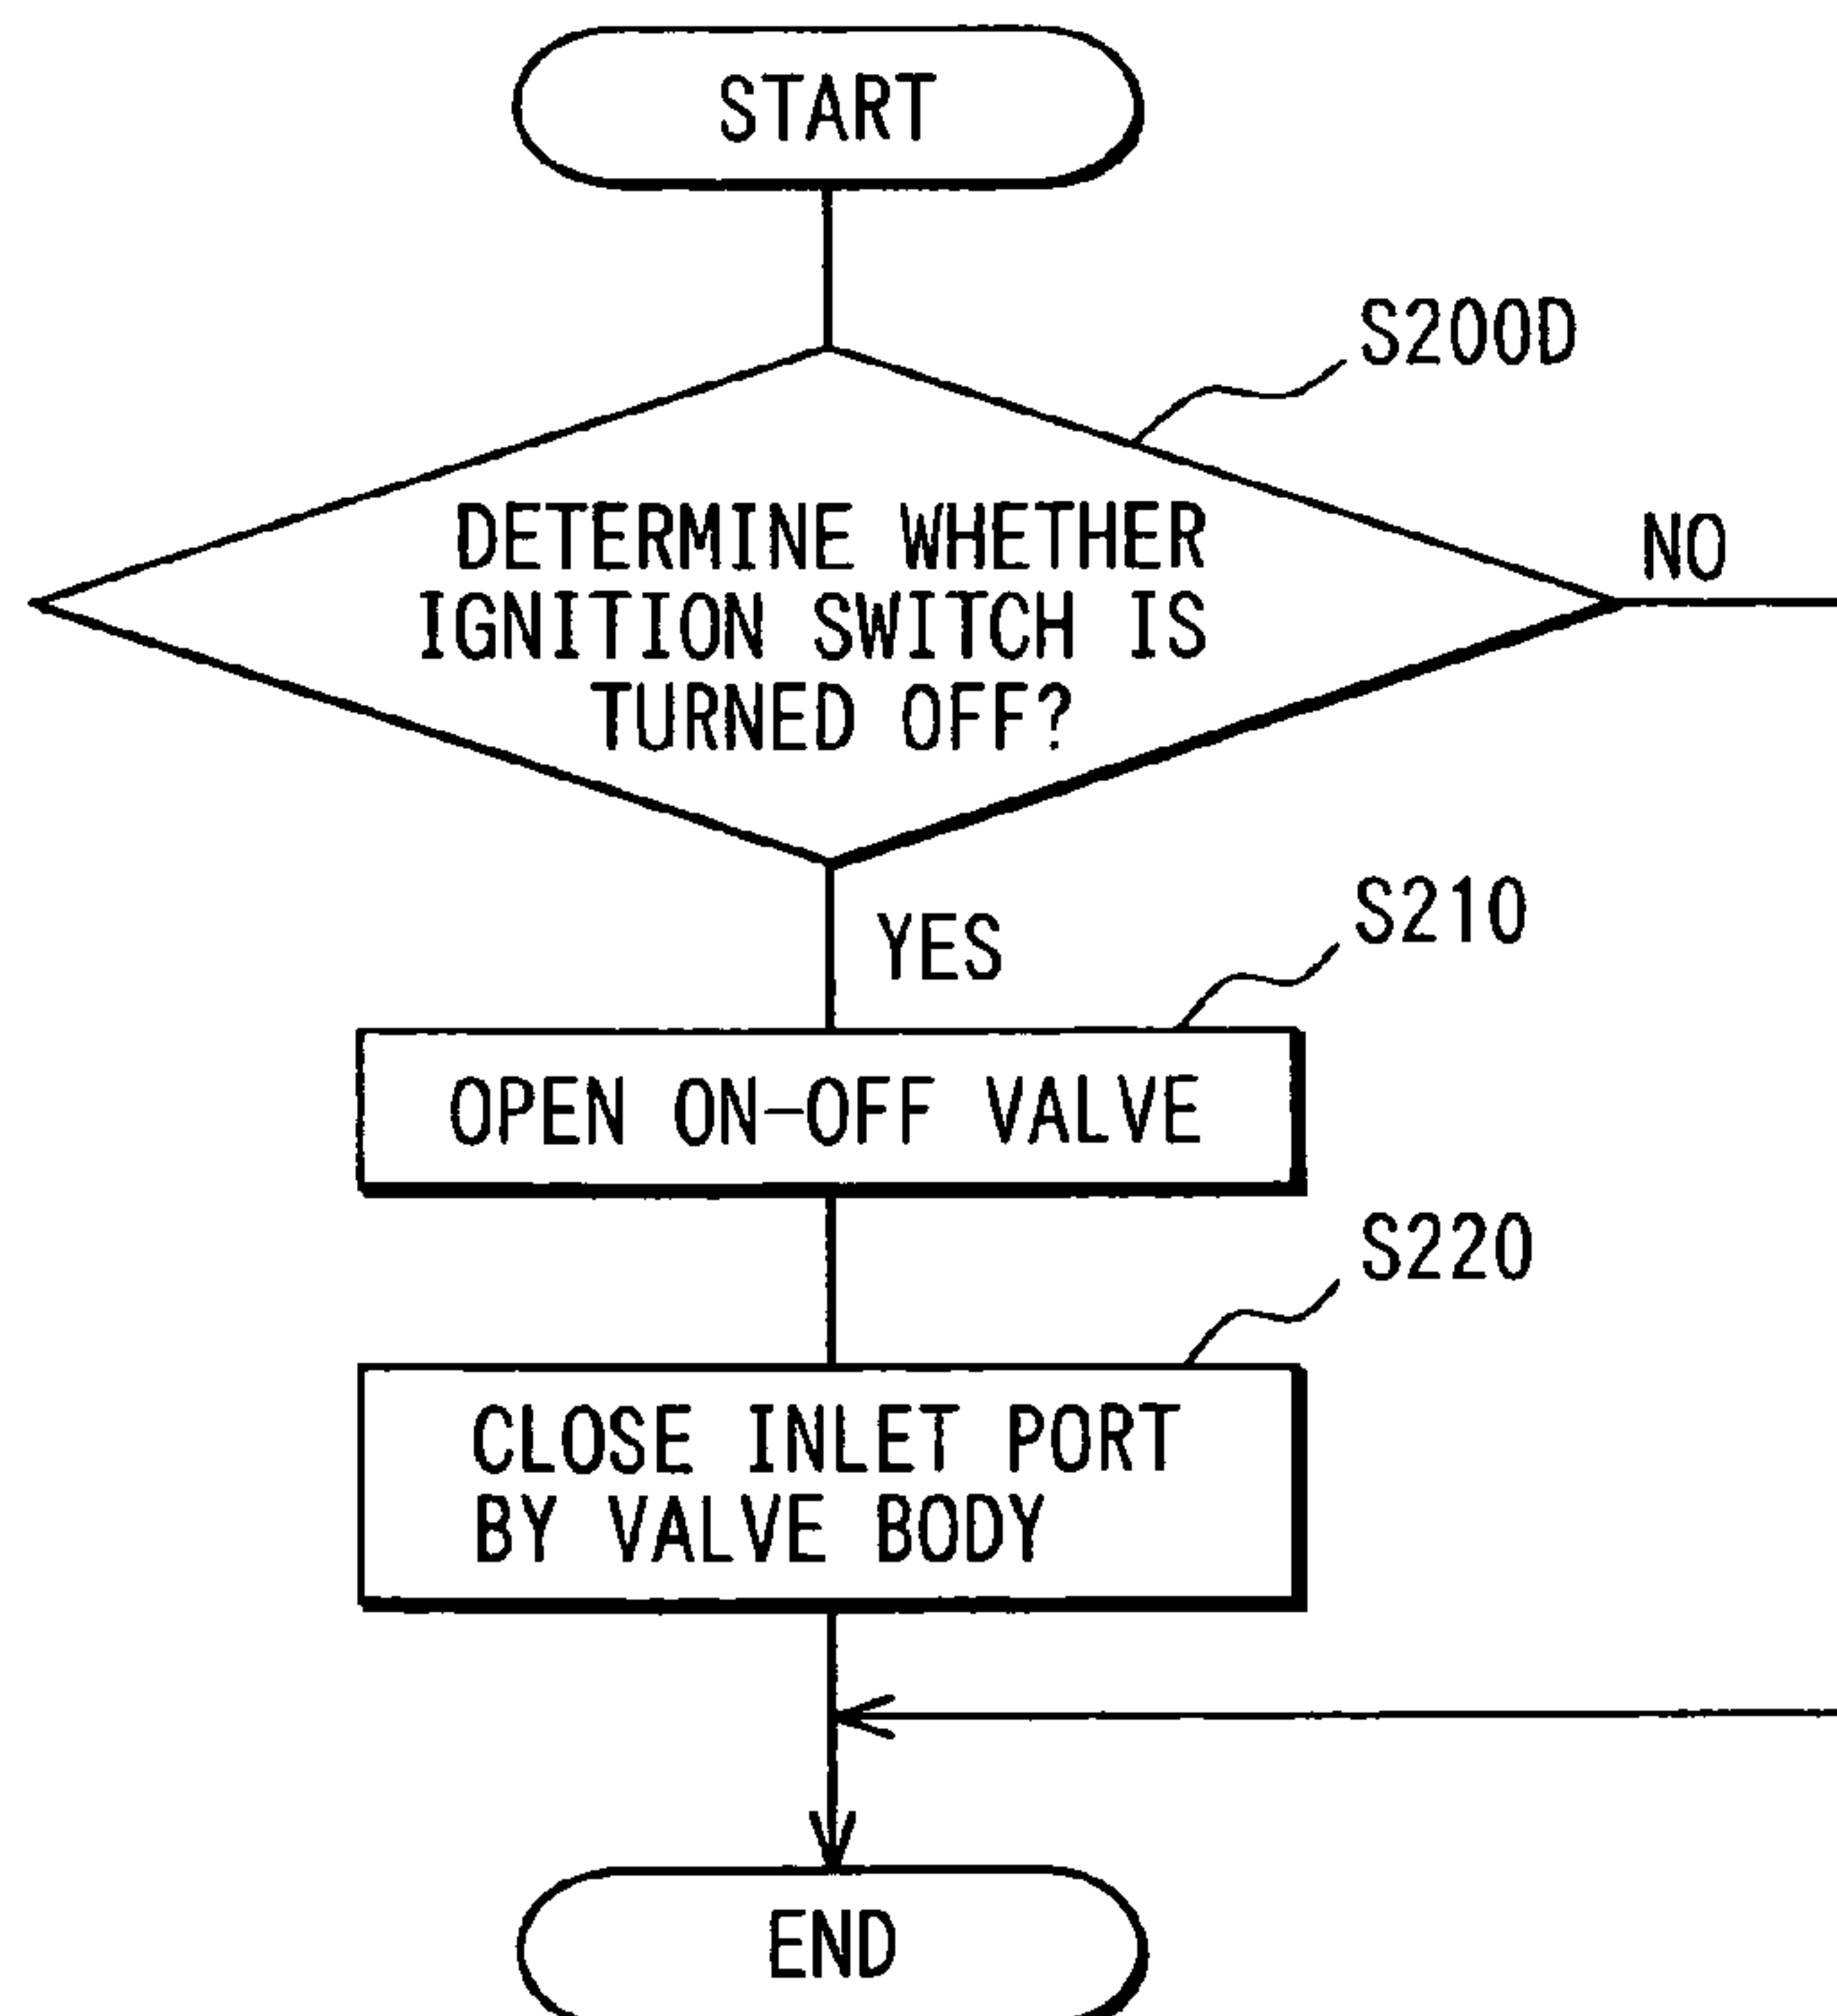 START
S200D
DETERMINE WHETHER
IGNITION SWITCH IS
TURNED OFF?
NO
YES
S210
OPEN ON-OFF VALVE
S220
CLOSE INLET PORT
BY VALVE BODY
END